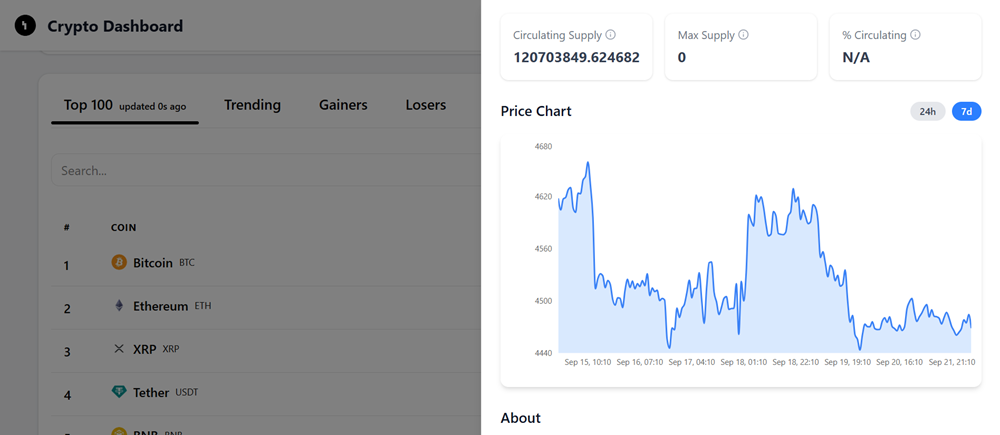 Crypto Dashboard
Top 100 updated 0s ago Trending Gainers Losers
Search...
# COIN
1 Bitcoin BTC
2 Ethereum ETH
3 XRP XRP
4 Tether USDT
BNB BNB
Circulating Supply
120703849.624682
Max Supply
0
% Circulating
N/A
Price Chart
24h 7d
4680
4620
4560
4500
4440
Sep 15, 10:10 Sep 16, 07:10 Sep 17, 04:10 Sep 18, 01:10 Sep 18, 22:10 Sep 19, 19:10 Sep 20, 16:10 Sep 21, 21:10
About